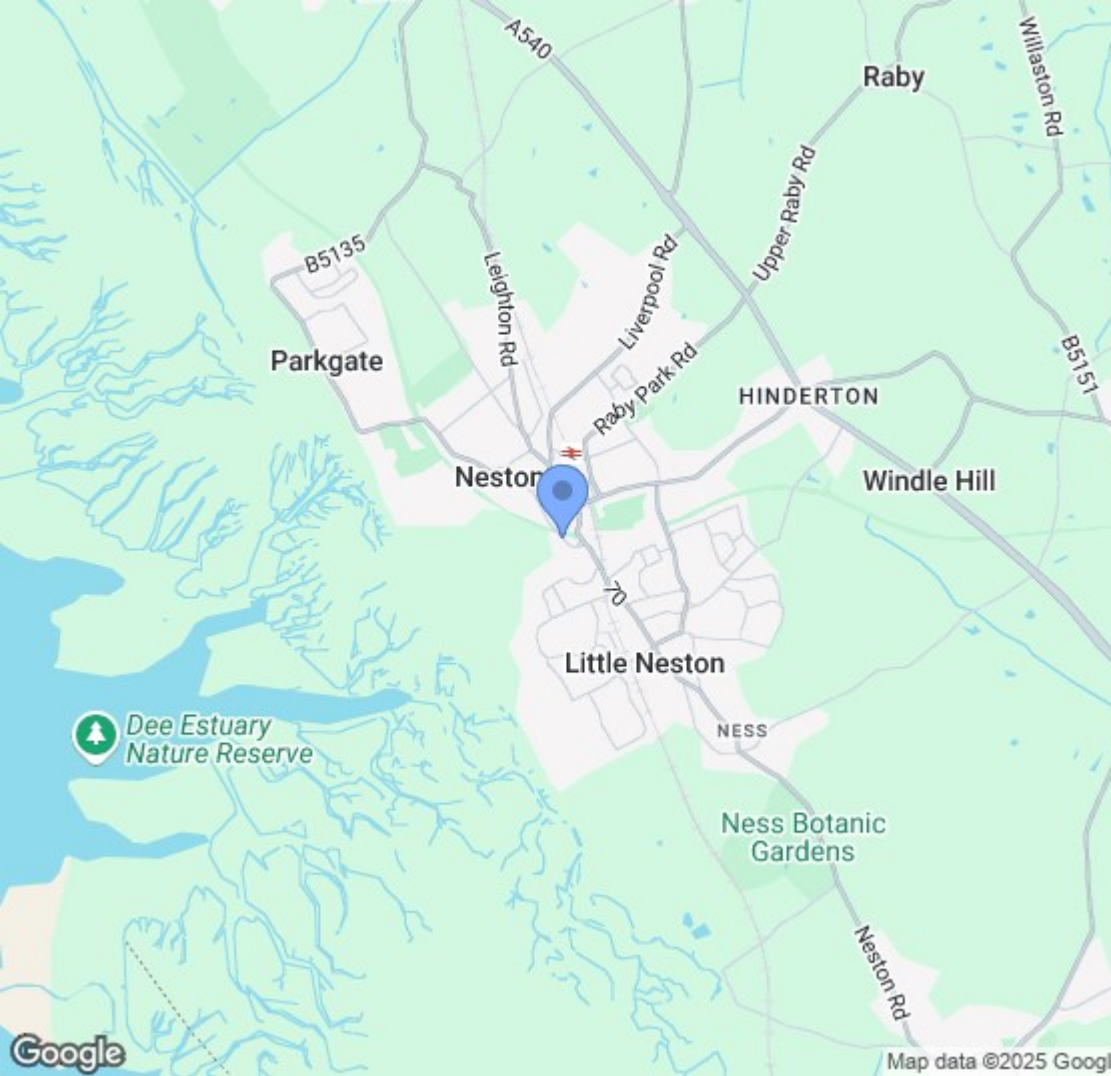 A540
Raby
Willaston Rd
Upper Raby Rd
B5135
Leighton Rd
Liverpool Rd
Parkgate
Raby Park Rd
B5151
HINDERTON
Neston
Windle Hill
70
Little Neston
NESS
Dee Estuary
Nature Reserve
Ness Botanic
Gardens
Neston Rd
Google
Map data ©2025 Googl